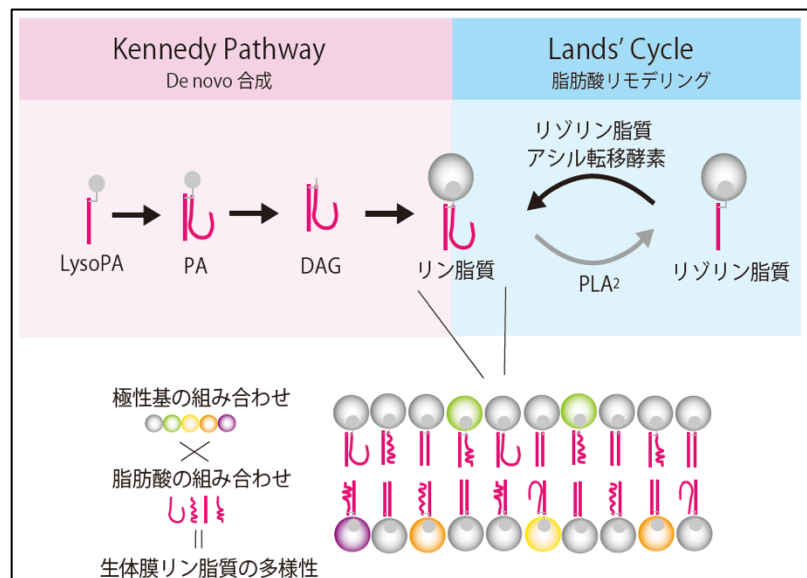 Kennedy Pathway
De novo 合成
Lands' Cycle
脂肪酸リモデリング
リゾリン脂質
アシル転移酵素
LysoPA
PA
DAG
リン脂質
PLA2
リゾリン脂質
極性基の組み合わせ
脂肪酸の組み合わせ
生体膜リン脂質の多様性